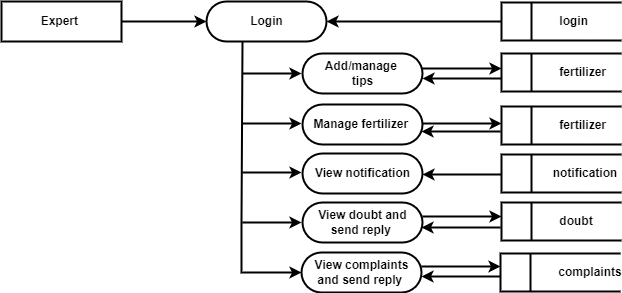 Expert
Login
login
Add/manage
tips
fertilizer
Manage fertilizer
fertilizer
View notification
notification
View doubt and
send reply
doubt
View complaints
and send reply
complaints